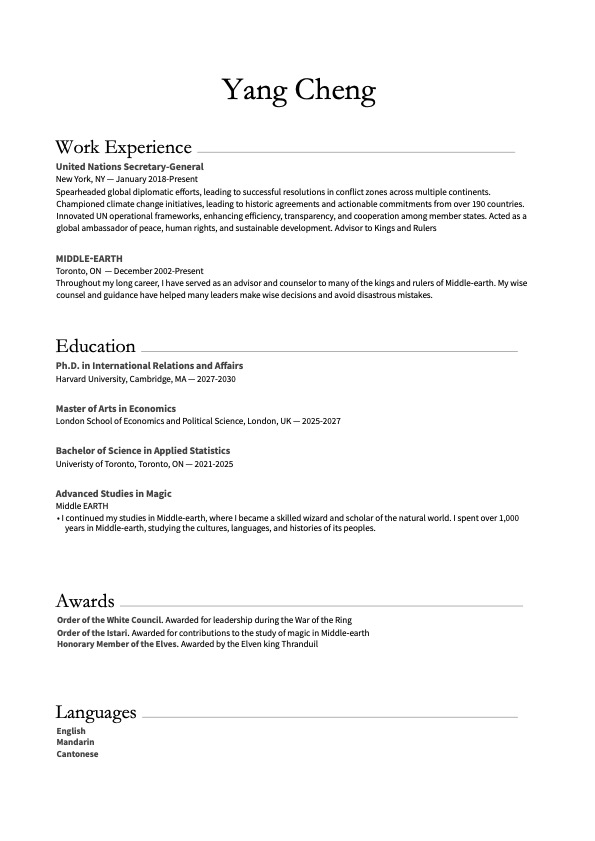 Yang Cheng
Work Experience
United Nations Secretary-General
New York, NY — January 2018-Present
Spearheaded global diplomatic efforts, leading to successful resolutions in conflict zones across multiple continents.
Championed climate change initiatives, leading to historic agreements and actionable commitments from over 190 countries.
Innovated UN operational frameworks, enhancing efficiency, transparency, and cooperation among member states. Acted as a
global ambassador of peace, human rights, and sustainable development. Advisor to Kings and Rulers
MIDDLE-EARTH
Toronto, ON — December 2002-Present
Throughout my long career, I have served as an advisor and counselor to many of the kings and rulers of Middle-earth. My wise
counsel and guidance have helped many leaders make wise decisions and avoid disastrous mistakes.
Education
Ph.D. in International Relations and Affairs
Harvard University, Cambridge, MA — 2027-2030
Master of Arts in Economics
London School of Economics and Political Science, London, UK — 2025-2027
Bachelor of Science in Applied Statistics
Univeristy of Toronto, Toronto, ON — 2021-2025
Advanced Studies in Magic
Middle EARTH
• I continued my studies in Middle-earth, where I became a skilled wizard and scholar of the natural world. I spent over 1,000
years in Middle-earth, studying the cultures, languages, and histories of its peoples.
Awards
Order of the White Council. Awarded for leadership during the War of the Ring
Order of the Istari. Awarded for contributions to the study of magic in Middle-earth
Honorary Member of the Elves. Awarded by the Elven king Thranduil
Languages
English
Mandarin
Cantonese